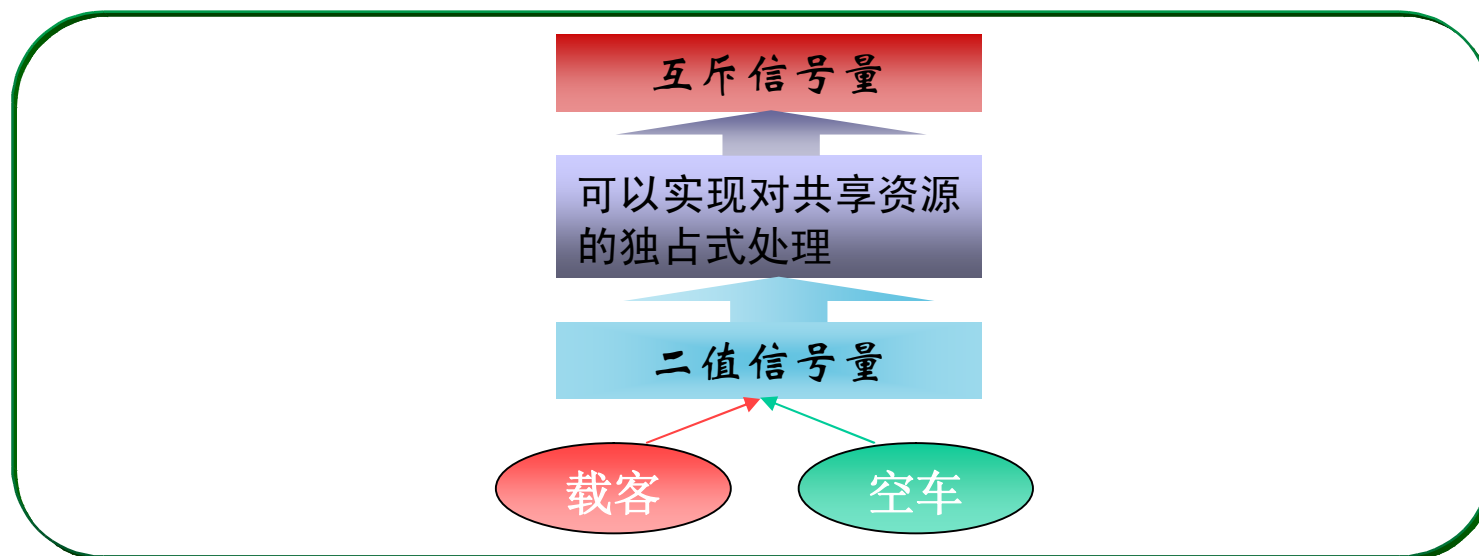 互斥信号量
可以实现对共享资源
的独占式处理
二值信号量
载客
空车